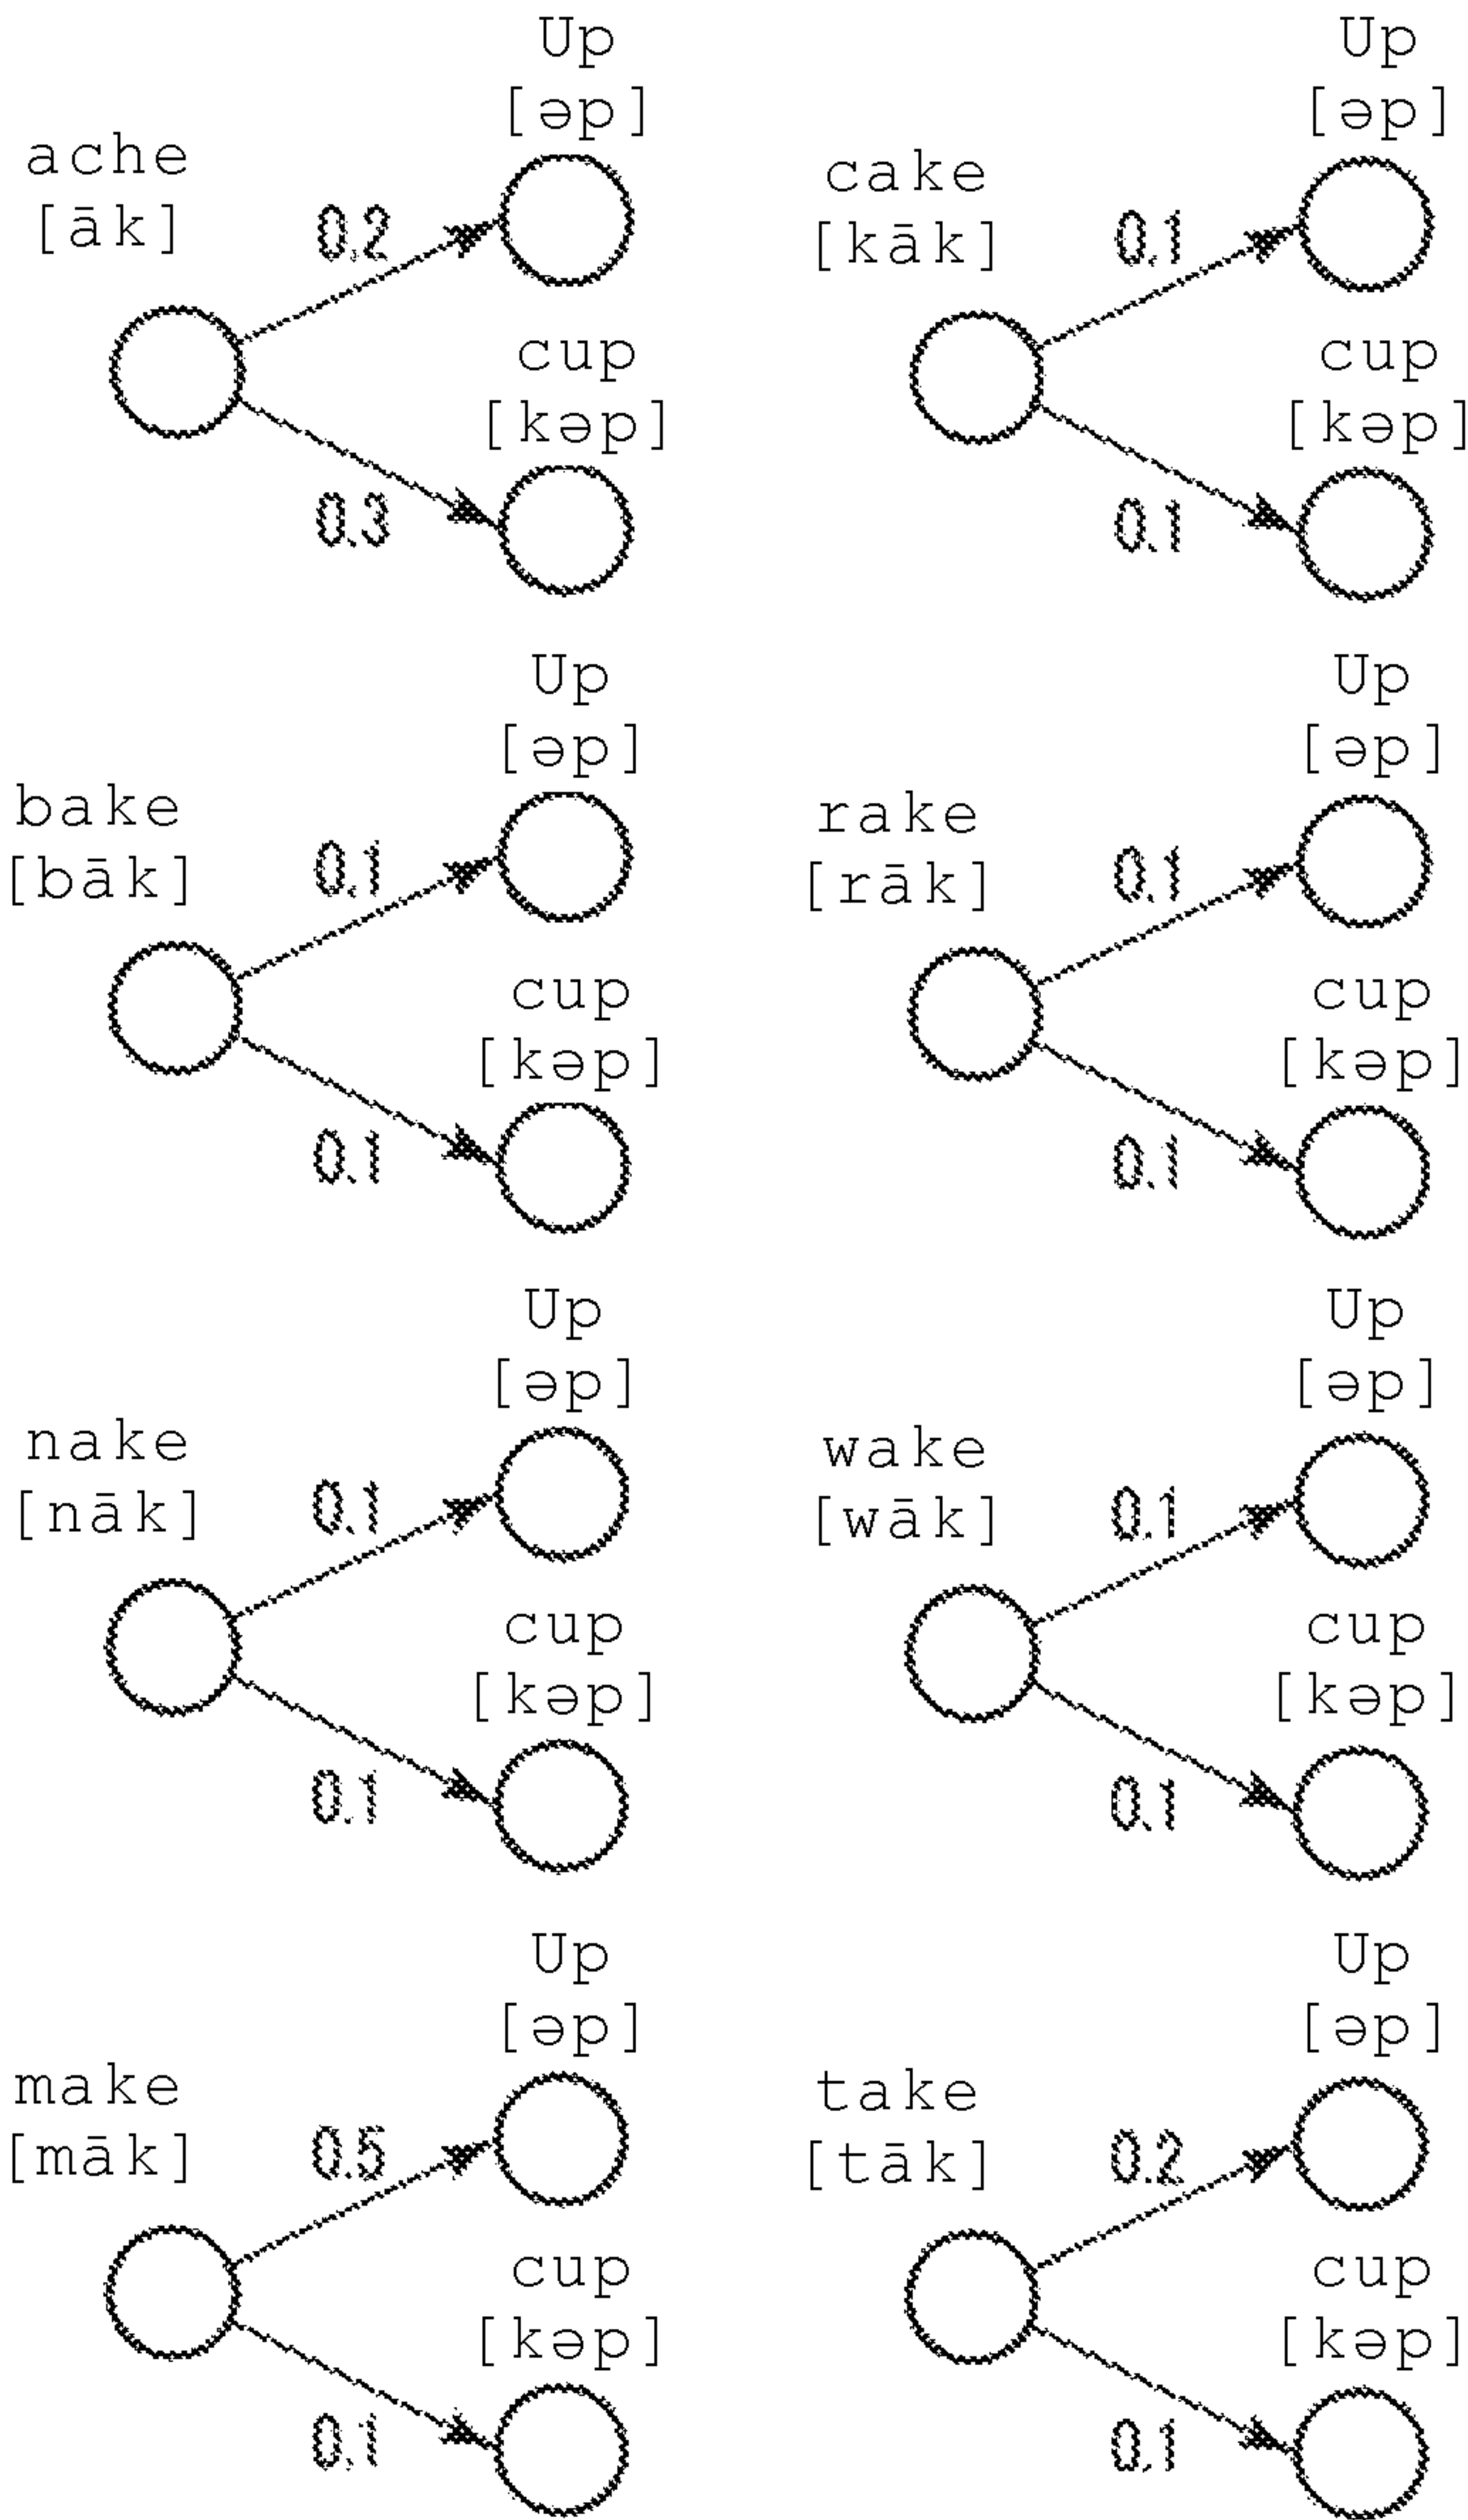 Up
[əp]
ache
[āk]
0.2
cup
[kəp]
0.3
Up
[əp]
cake
[kāk]
0.1
cup
[kəp]
0.1
Up
[əp]
bake
[bāk]
0.1
cup
[kəp]
0.1
Up
[əp]
rake
[rāk]
0.1
cup
[kəp]
0.1
Up
[əp]
nake
[nāk]
0.1
cup
[kəp]
0.1
Up
[əp]
wake
[wāk]
0.1
cup
[kəp]
0.1
Up
[əp]
make
[māk]
0.5
cup
[kəp]
0.1
Up
[əp]
take
[tāk]
0.2
cup
[kəp]
0.1